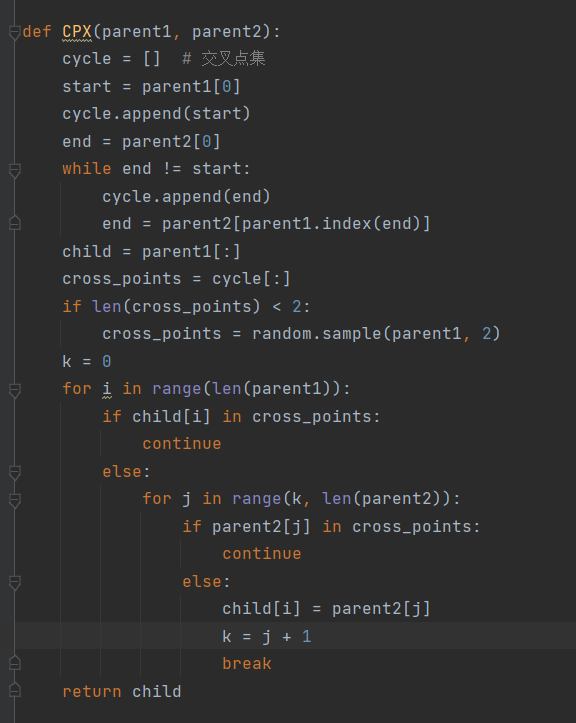 def CPX(parent1, parent2):
    cycle = []  # 交叉点集
    start = parent1[0]
    cycle.append(start)
    end = parent2[0]
    while end != start:
        cycle.append(end)
        end = parent2[parent1.index(end)]
    child = parent1[:]
    cross_points = cycle[:]
    if len(cross_points) < 2:
        cross_points = random.sample(parent1, 2)
    k = 0
    for i in range(len(parent1)):
        if child[i] in cross_points:
            continue
        else:
            for j in range(k, len(parent2)):
                if parent2[j] in cross_points:
                    continue
                else:
                    child[i] = parent2[j]
                    k = j + 1
                    break
    return child